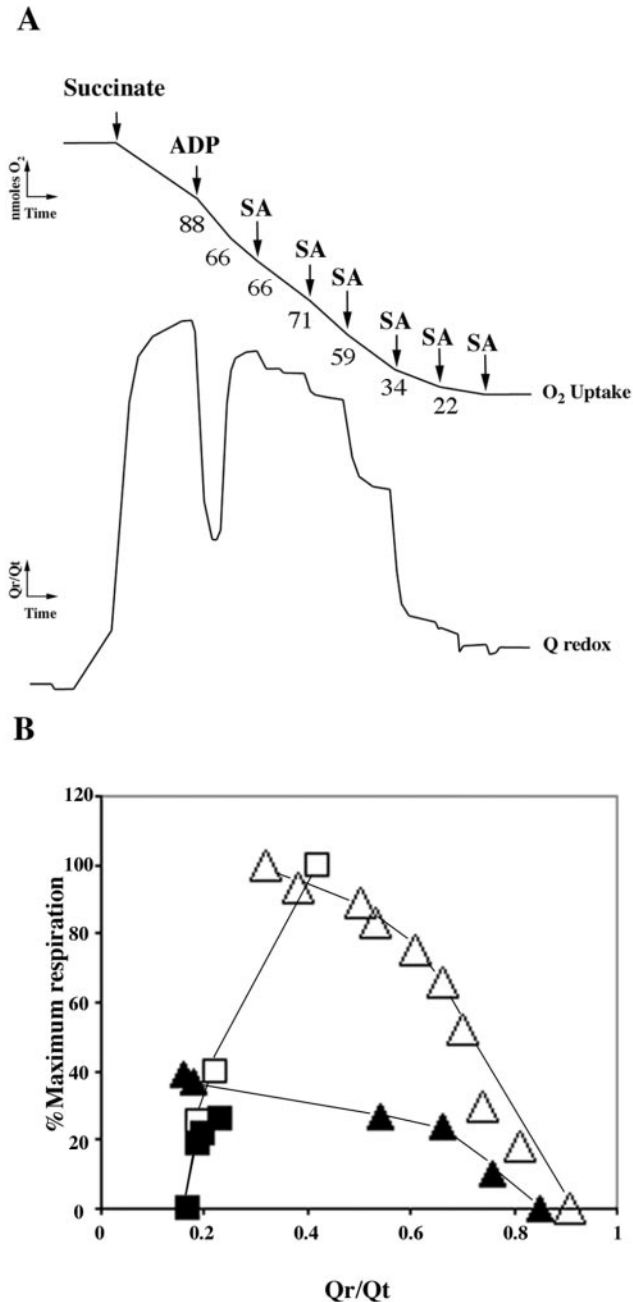 A
Succinate
ADP
nmoles O2
Time
SA
SA
SA
SA
SA
SA
88
66
66
71
59
34
22
O2 Uptake
Qr/Qt
Time
Q redox
B
120
100
80
60
40
20
0
% Maximum respiration
0
0.2
0.4
0.6
0.8
1
Qr/Qt